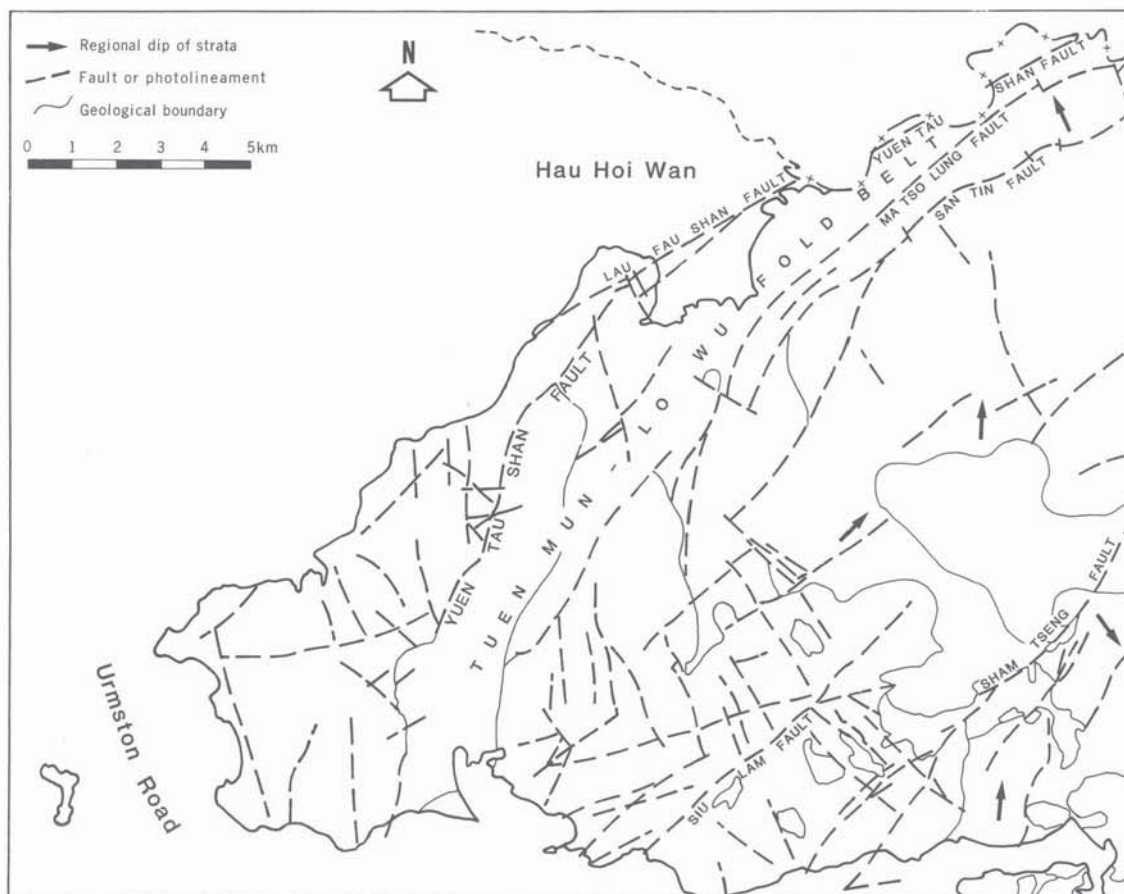 Regional dip of strata
Fault or photolineament
Geological boundary
0 1 2 3 4 5km
N
Hau Hoi Wan
YUEN TAU SHAN FAULT
MA TSO LUNG FAULT
SAN TIN FAULT
LAU FAU SHAN FAULT
TUEN MUN LO WU FOLD BELT
YUEN TAU SHAN FAULT
SHAM TSENG FAULT
SIU LAM FAULT
Urmston Road